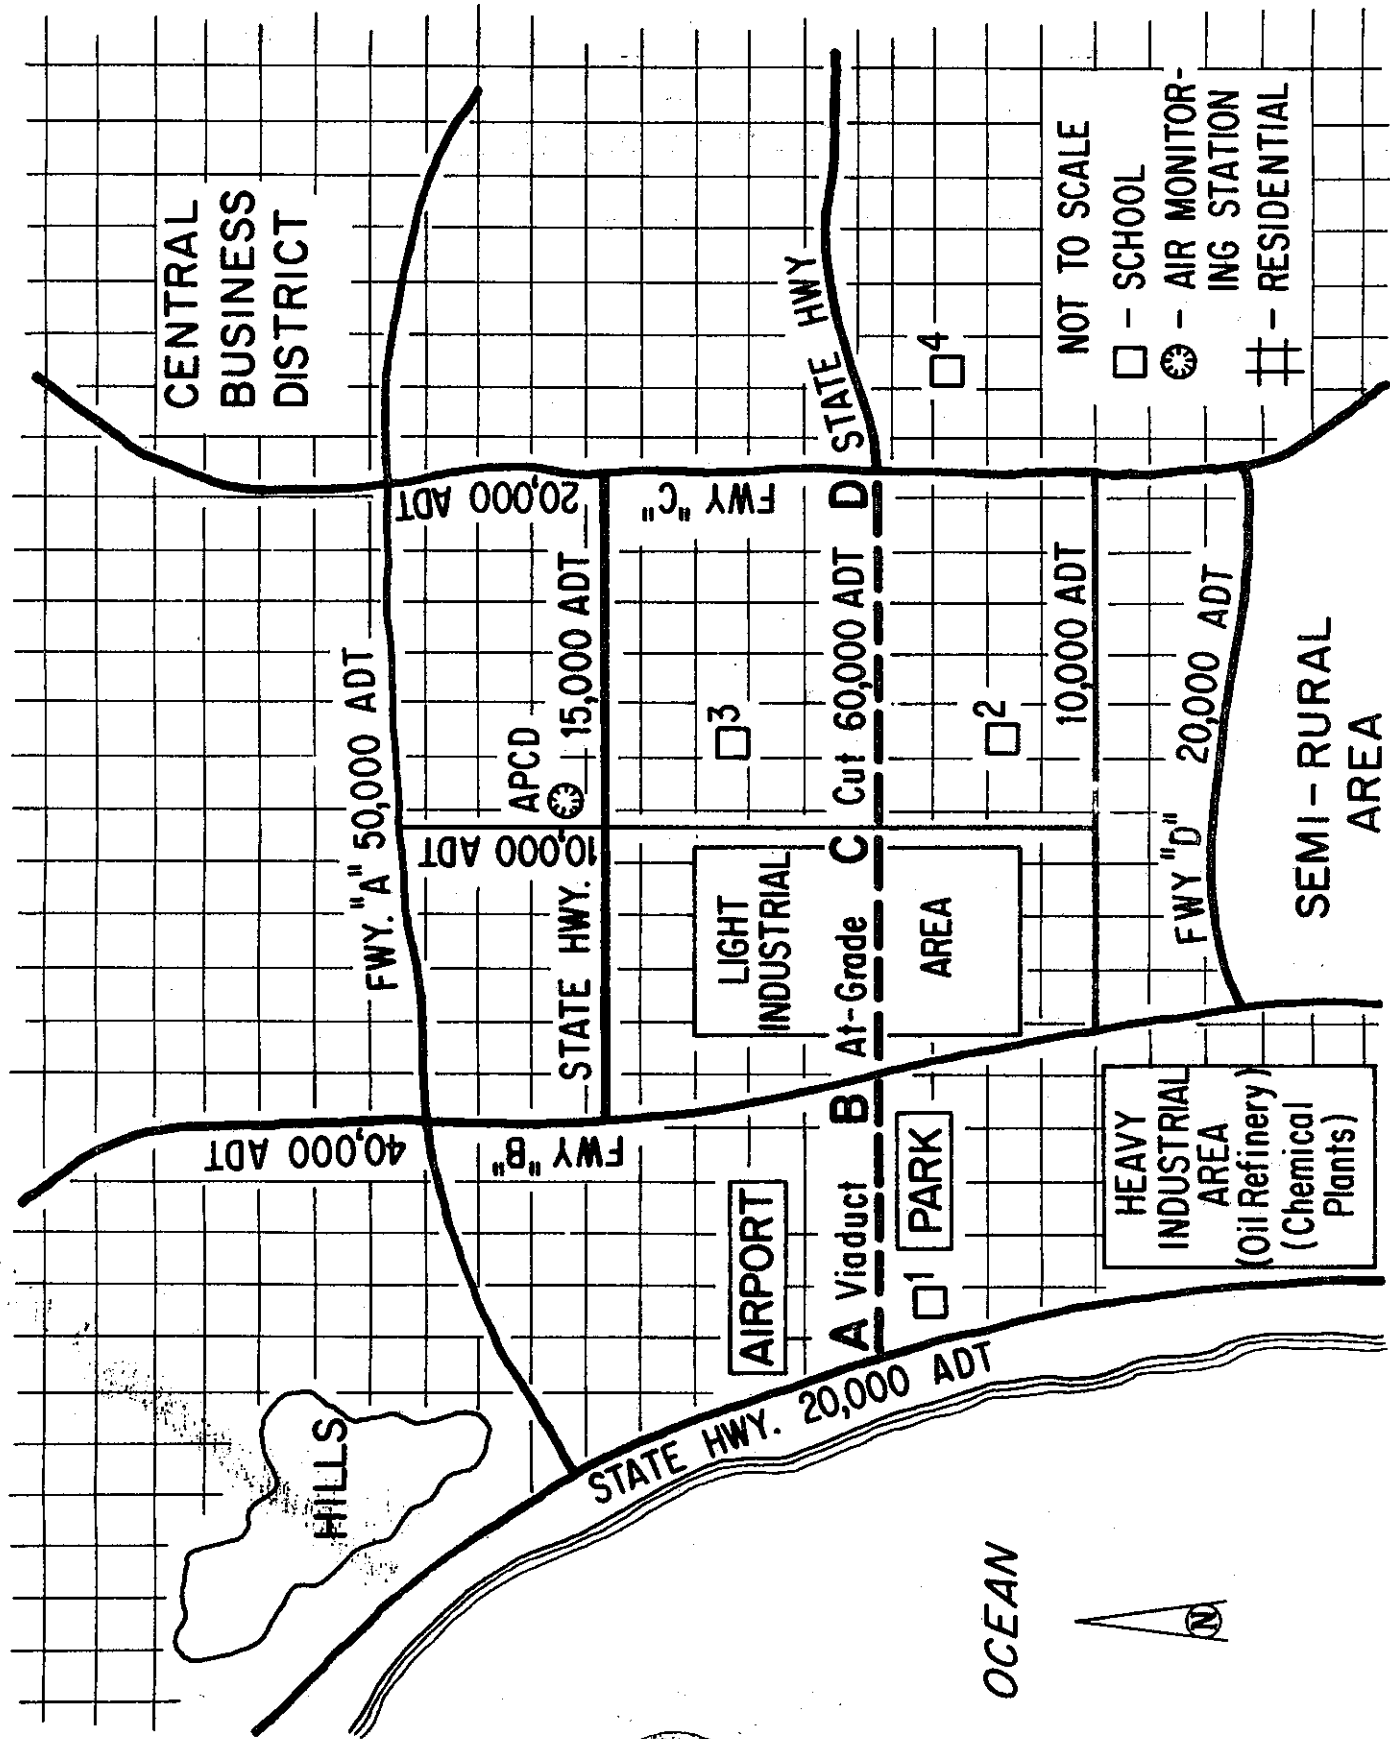 CENTRAL
BUSINESS
DISTRICT
HILLS
40,000 ADT
FWY. "A" 50,000 ADT
20,000 ADT
10,000 ADT
APCD
STATE HWY. 15,000 ADT
FWY "B"
FWY "C"
STATE HWY. 20,000 ADT
AIRPORT
LIGHT
INDUSTRIAL
AREA
3
STATE HWY
A Viaduct B At-Grade C Cut 60,000 ADT D
1
PARK
2
4
10,000 ADT
FWY "D" 20,000 ADT
HEAVY
INDUSTRIAL
AREA
(Oil Refinery)
(Chemical
Plants)
SEMI-RURAL
AREA
OCEAN
N
NOT TO SCALE
- SCHOOL
- AIR MONITOR-
ING STATION
- RESIDENTIAL